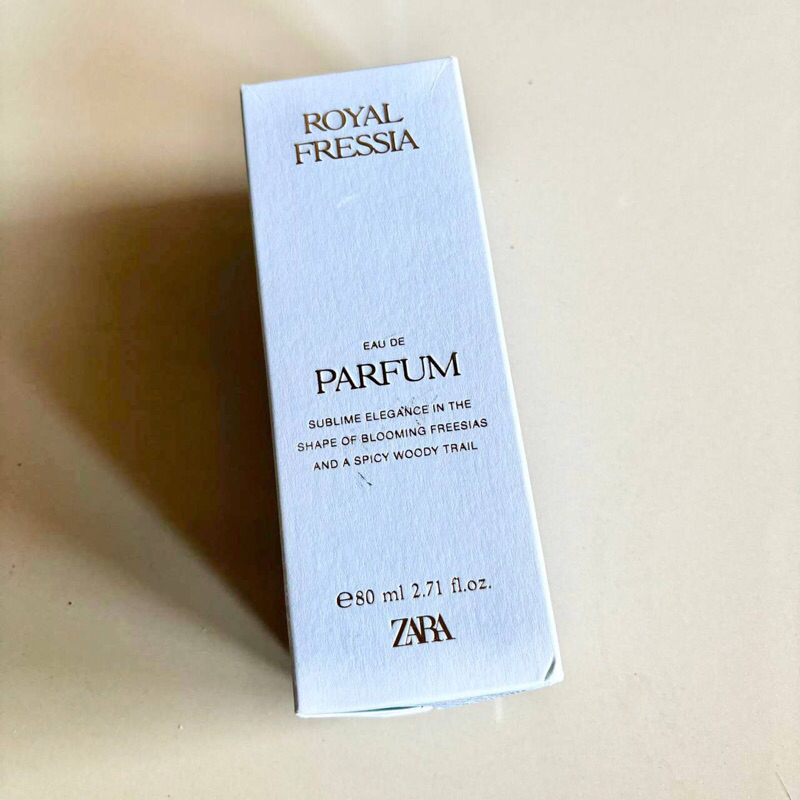 ROYAL
FRESSIA
EAU DE
PARFUM
SUBLIME ELEGANCE IN THE
SHAPE OF BLOOMING FREESIAS
AND A SPICY WOODY TRAIL
℮80 ml 2.71 fl.oz.
ZARA